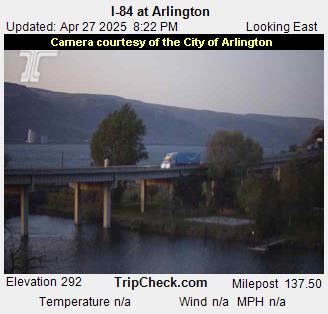 I-84 at Arlington
Updated: Apr 27 2025 8:22 PM Looking East
Camera courtesy of the City of Arlington
Elevation 292 TripCheck.com Milepost 137.50
Temperature n/a Wind n/a MPH n/a